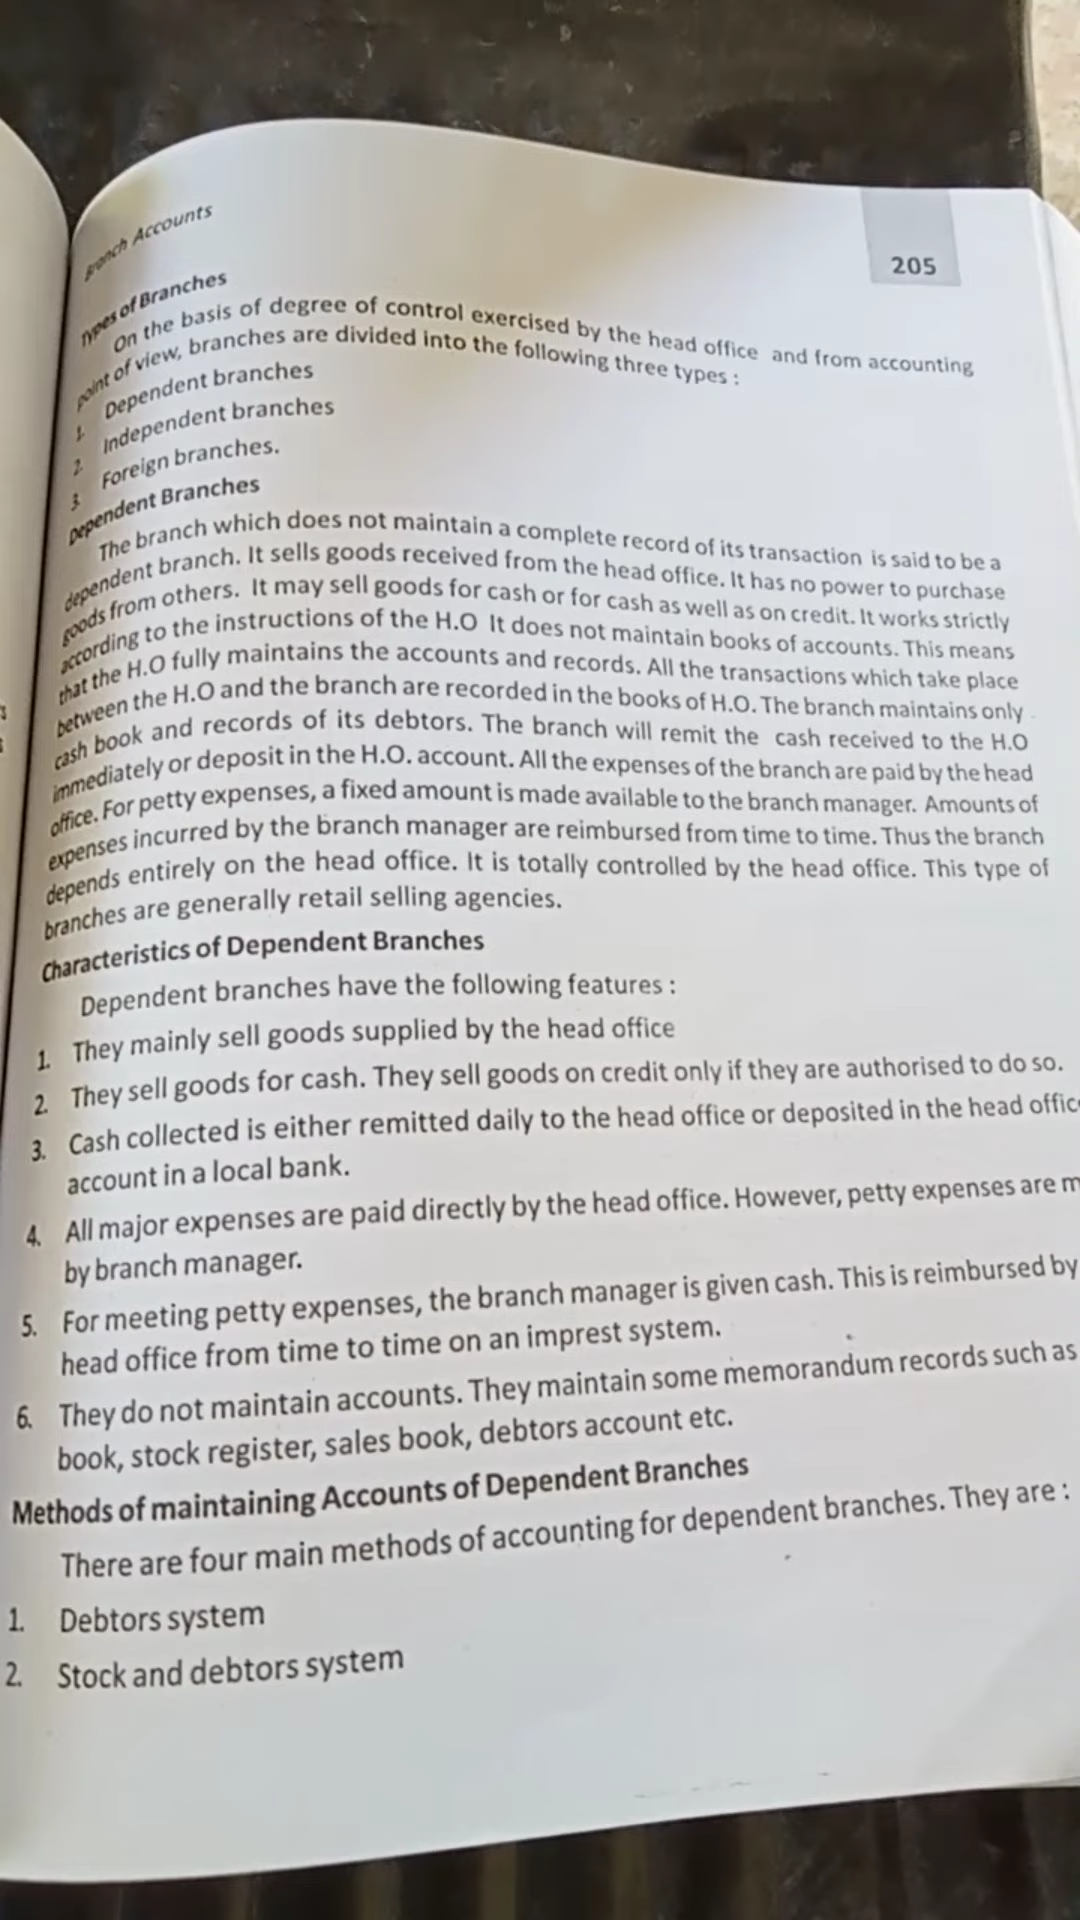 Branch Accounts
205
Types of Branches
On the basis of degree of control exercised by the head office and from accounting
point of view, branches are divided into the following three types :
1. Dependent branches
2. Independent branches
3. Foreign branches.
Dependent Branches
The branch which does not maintain a complete record of its transaction is said to be a
dependent branch. It sells goods received from the head office. It has no power to purchase
goods from others. It may sell goods for cash or for cash as well as on credit. It works strictly
according to the instructions of the H.O It does not maintain books of accounts. This means
that the H.O fully maintains the accounts and records. All the transactions which take place
between the H.O and the branch are recorded in the books of H.O. The branch maintains only
cash book and records of its debtors. The branch will remit the cash received to the H.O
immediately or deposit in the H.O. account. All the expenses of the branch are paid by the head
office. For petty expenses, a fixed amount is made available to the branch manager. Amounts of
expenses incurred by the branch manager are reimbursed from time to time. Thus the branch
depends entirely on the head office. It is totally controlled by the head office. This type of
branches are generally retail selling agencies.
Characteristics of Dependent Branches
Dependent branches have the following features :
1. They mainly sell goods supplied by the head office
2. They sell goods for cash. They sell goods on credit only if they are authorised to do so.
3. Cash collected is either remitted daily to the head office or deposited in the head offic
account in a local bank.
4. All major expenses are paid directly by the head office. However, petty expenses are m
by branch manager.
5. For meeting petty expenses, the branch manager is given cash. This is reimbursed by
head office from time to time on an imprest system.
6. They do not maintain accounts. They maintain some memorandum records such as
book, stock register, sales book, debtors account etc.
Methods of maintaining Accounts of Dependent Branches
There are four main methods of accounting for dependent branches. They are :
1. Debtors system
2. Stock and debtors system